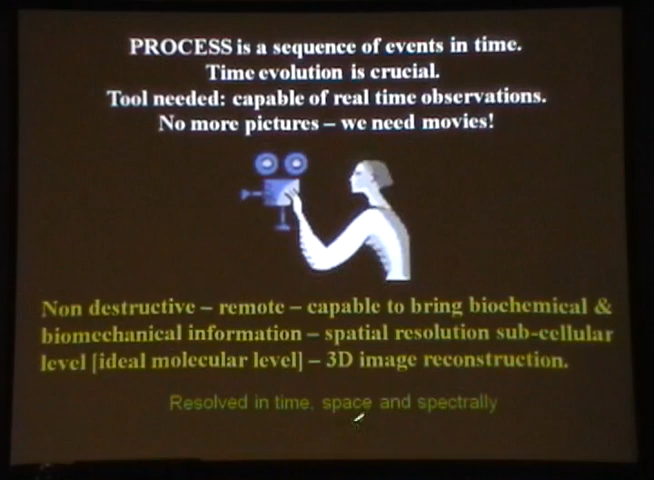 PROCESS is a sequence of events in time.
Time evolution is crucial.
Tool needed: capable of real time observations.
No more pictures – we need movies!
Non destructive – remote – capable to bring biochemical &
biomechanical information – spatial resolution sub-cellular
level [ideal molecular level] – 3D image reconstruction.
Resolved in time, space and spectrally